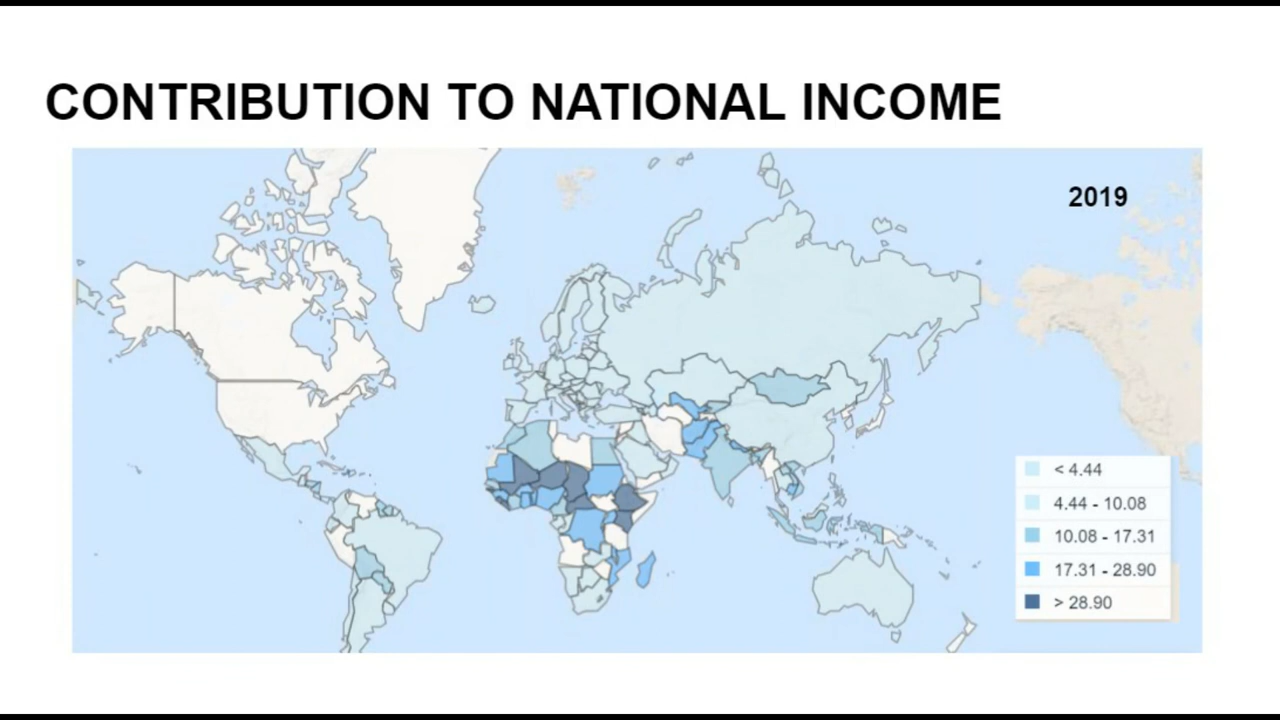 CONTRIBUTION TO NATIONAL INCOME
2019
< 4.44
4.44 - 10.08
10.08 - 17.31
17.31 - 28.90
> 28.90